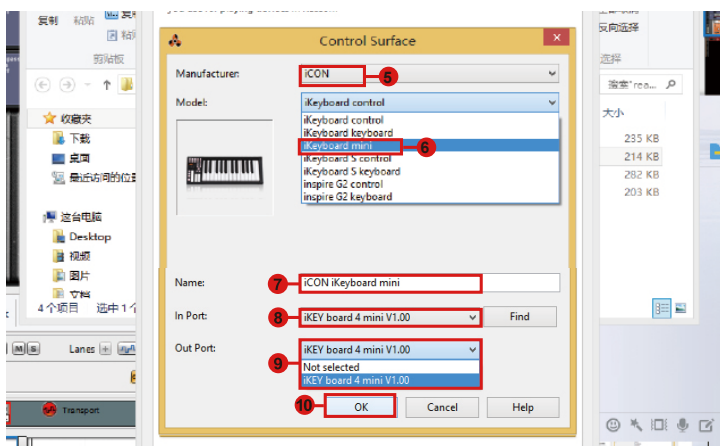 复制
粘贴
剪贴板
收藏夹
下载
桌面
最近访问的位置
这台电脑
Desktop
视频
图片
文档
4个项目 选中1个
M S Lanes
Transport
Control Surface
Manufacturer:
iCON
5
Model:
iKeyboard control
iKeyboard control
iKeyboard keyboard
iKeyboard mini
6
iKeyboard S control
iKeyboard S keyboard
inspire G2 control
inspire G2 keyboard
Name:
7
iCON iKeyboard mini
In Port:
8
iKEY board 4 mini V1.00
Find
Out Port:
iKEY board 4 mini V1.00
9
Not selected
iKEY board 4 mini V1.00
10
OK
Cancel
Help
反向选择
选择
搜索"rea...
大小
235 KB
214 KB
282 KB
203 KB